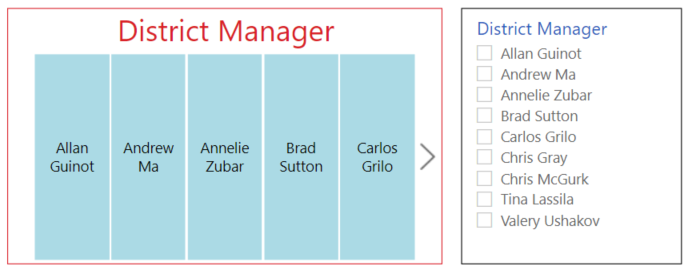 District Manager
Allan
Guinot
Andrew
Ma
Annelie
Zubar
Brad
Sutton
Carlos
Grilo
District Manager
Allan Guinot
Andrew Ma
Annelie Zubar
Brad Sutton
Carlos Grilo
Chris Gray
Chris McGurk
Tina Lassila
Valery Ushakov